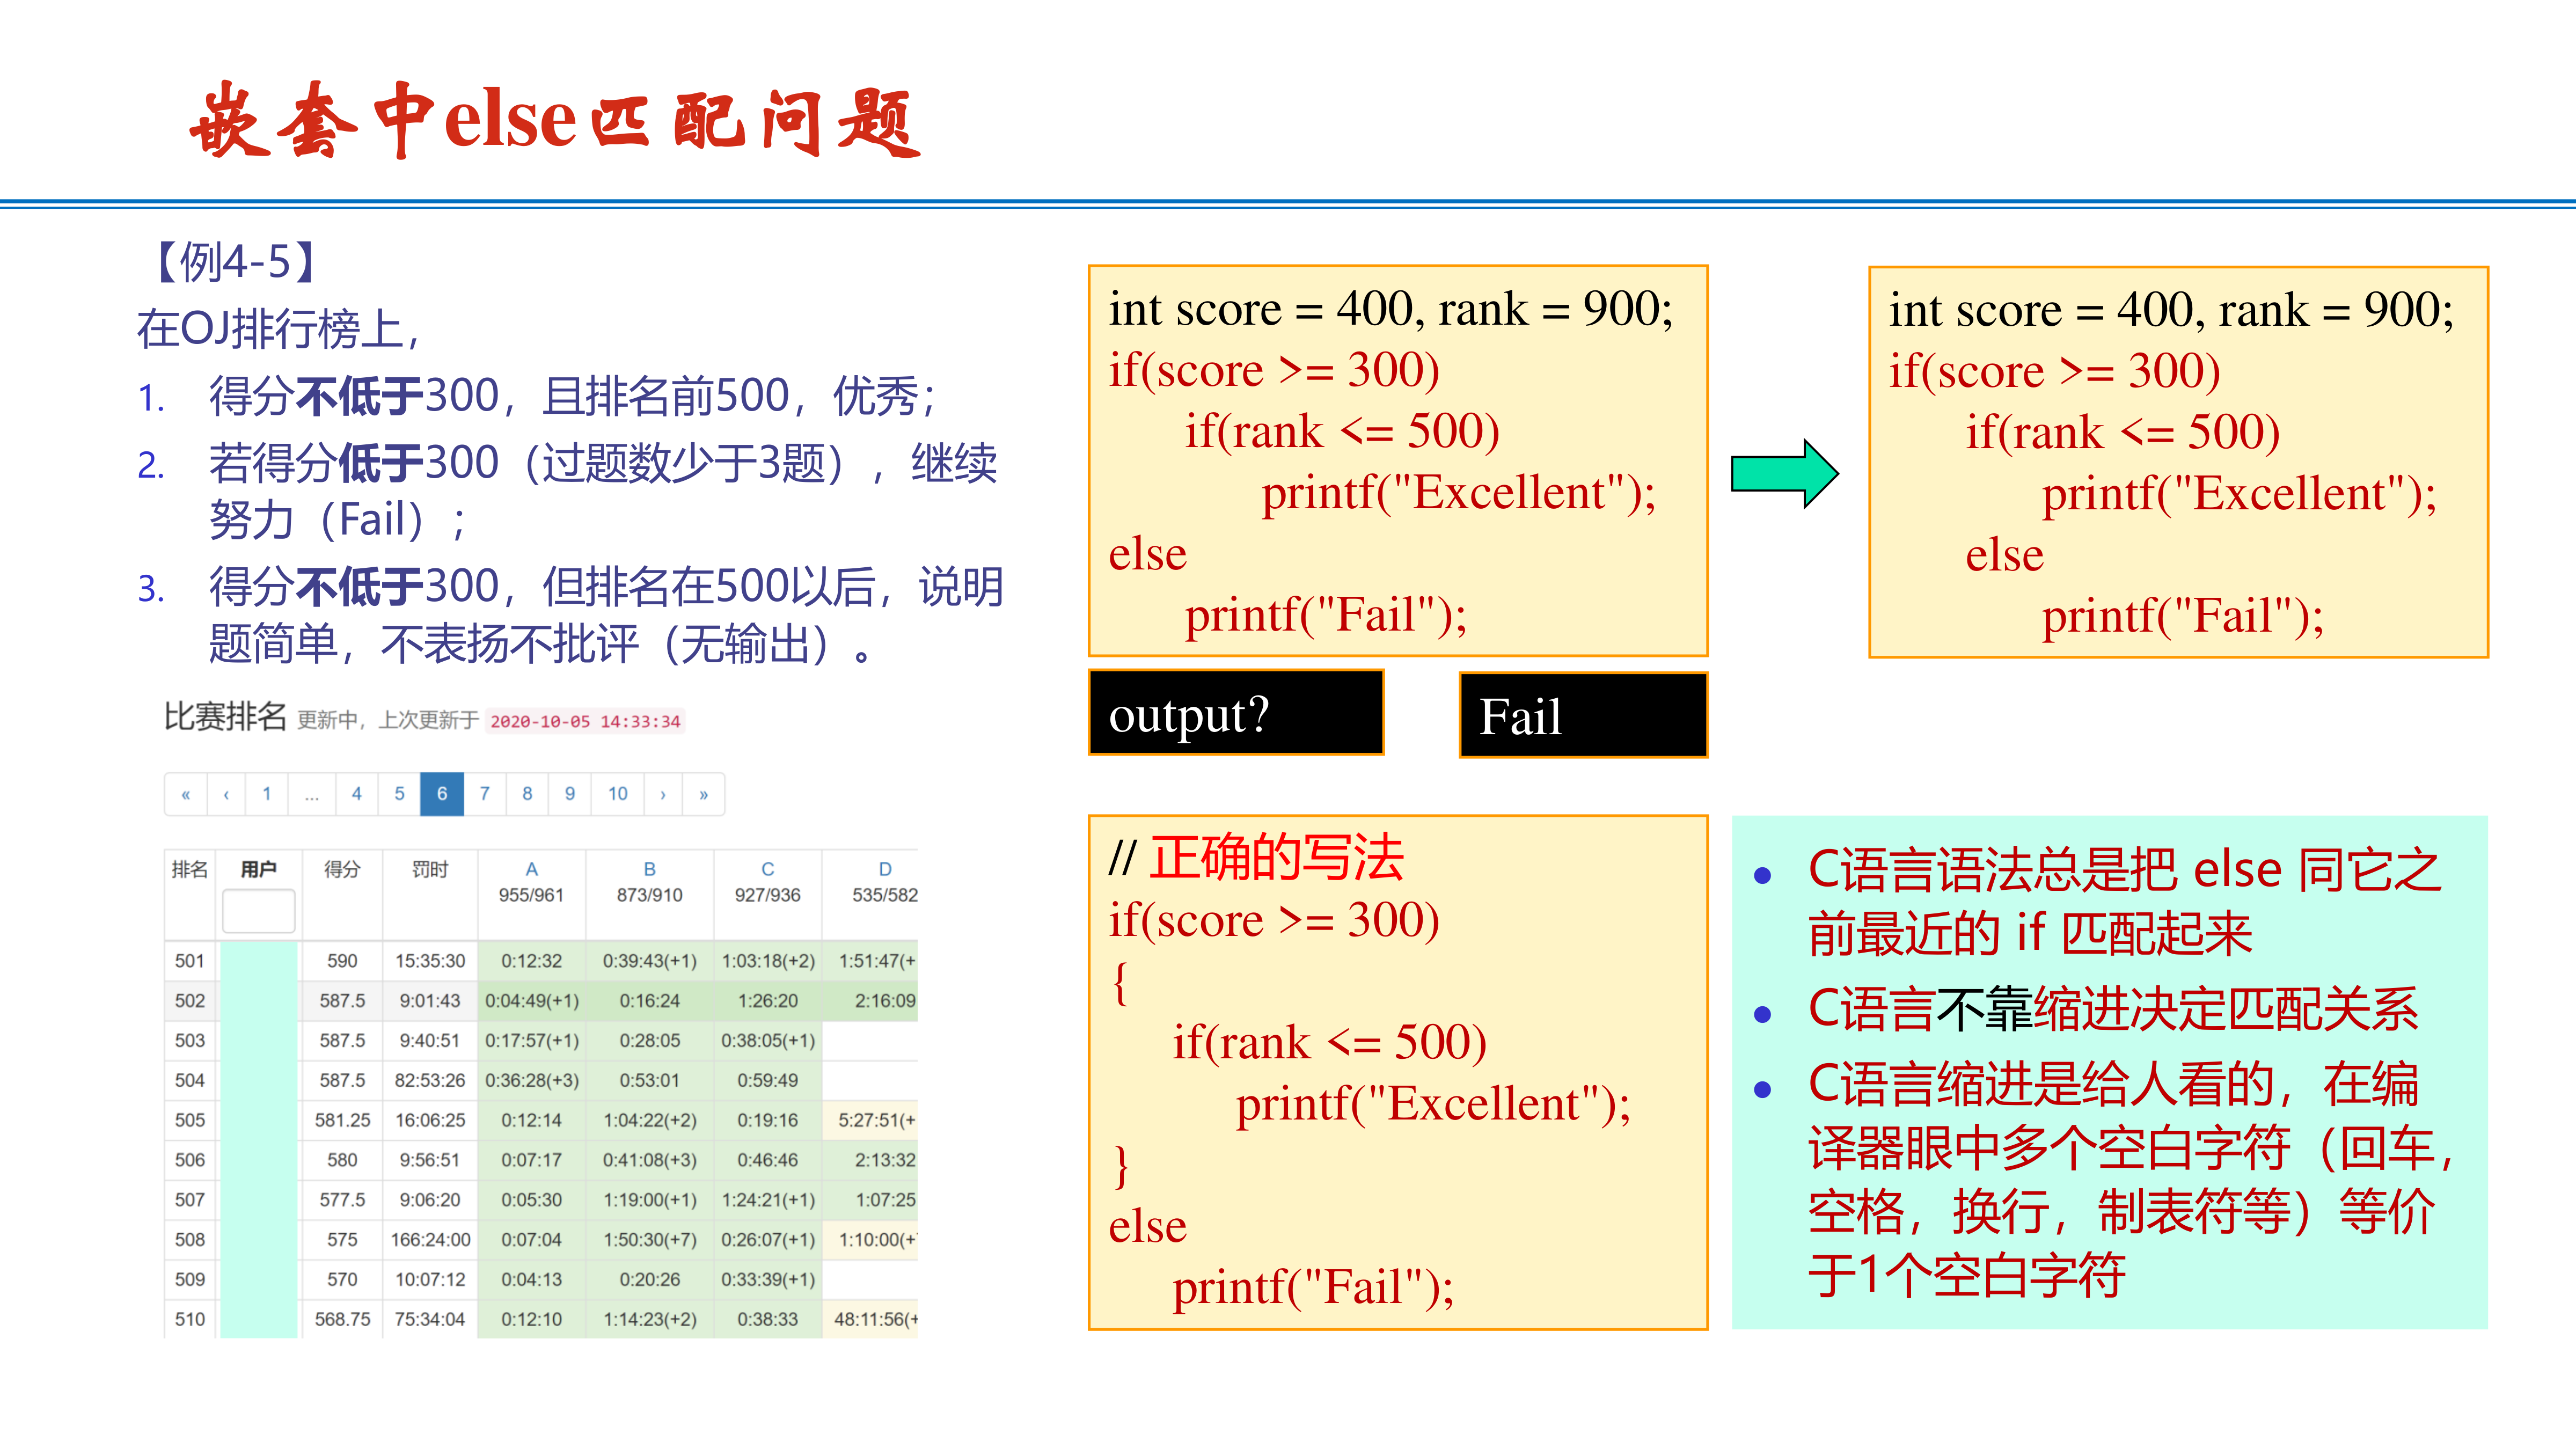 嵌套中else匹配问题
【例4-5】
在OJ排行榜上，
1. 得分不低于300，且排名前500，优秀；
2. 若得分低于300（过题数少于3题），继续
努力（Fail）；
3. 得分不低于300，但排名在500以后，说明
题简单，不表扬不批评（无输出）。
比赛排名 更新中，上次更新于 2020-10-05 14:33:34
« ‹ 1 ... 4 5 6 7 8 9 10 › »
排名 用户 得分 罚时 A B C D
955/961 873/910 927/936 535/582
501 590 15:35:30 0:12:32 0:39:43(+1) 1:03:18(+2) 1:51:47(+
502 587.5 9:01:43 0:04:49(+1) 0:16:24 1:26:20 2:16:09
503 587.5 9:40:51 0:17:57(+1) 0:28:05 0:38:05(+1)
504 587.5 82:53:26 0:36:28(+3) 0:53:01 0:59:49
505 581.25 16:06:25 0:12:14 1:04:22(+2) 0:19:16 5:27:51(+
506 580 9:56:51 0:07:17 0:41:08(+3) 0:46:46 2:13:32
507 577.5 9:06:20 0:05:30 1:19:00(+1) 1:24:21(+1) 1:07:25
508 575 166:24:00 0:07:04 1:50:30(+7) 0:26:07(+1) 1:10:00(+
509 570 10:07:12 0:04:13 0:20:26 0:33:39(+1)
510 568.75 75:34:04 0:12:10 1:14:23(+2) 0:38:33 48:11:56(+
int score = 400, rank = 900;
if(score >= 300)
if(rank <= 500)
printf("Excellent");
else
printf("Fail");
int score = 400, rank = 900;
if(score >= 300)
if(rank <= 500)
printf("Excellent");
else
printf("Fail");
output?
Fail
// 正确的写法
if(score >= 300)
{
if(rank <= 500)
printf("Excellent");
}
else
printf("Fail");
• C语言语法总是把 else 同它之
前最近的 if 匹配起来
• C语言不靠缩进决定匹配关系
• C语言缩进是给人看的，在编
译器眼中多个空白字符（回车，
空格，换行，制表符等）等价
于1个空白字符